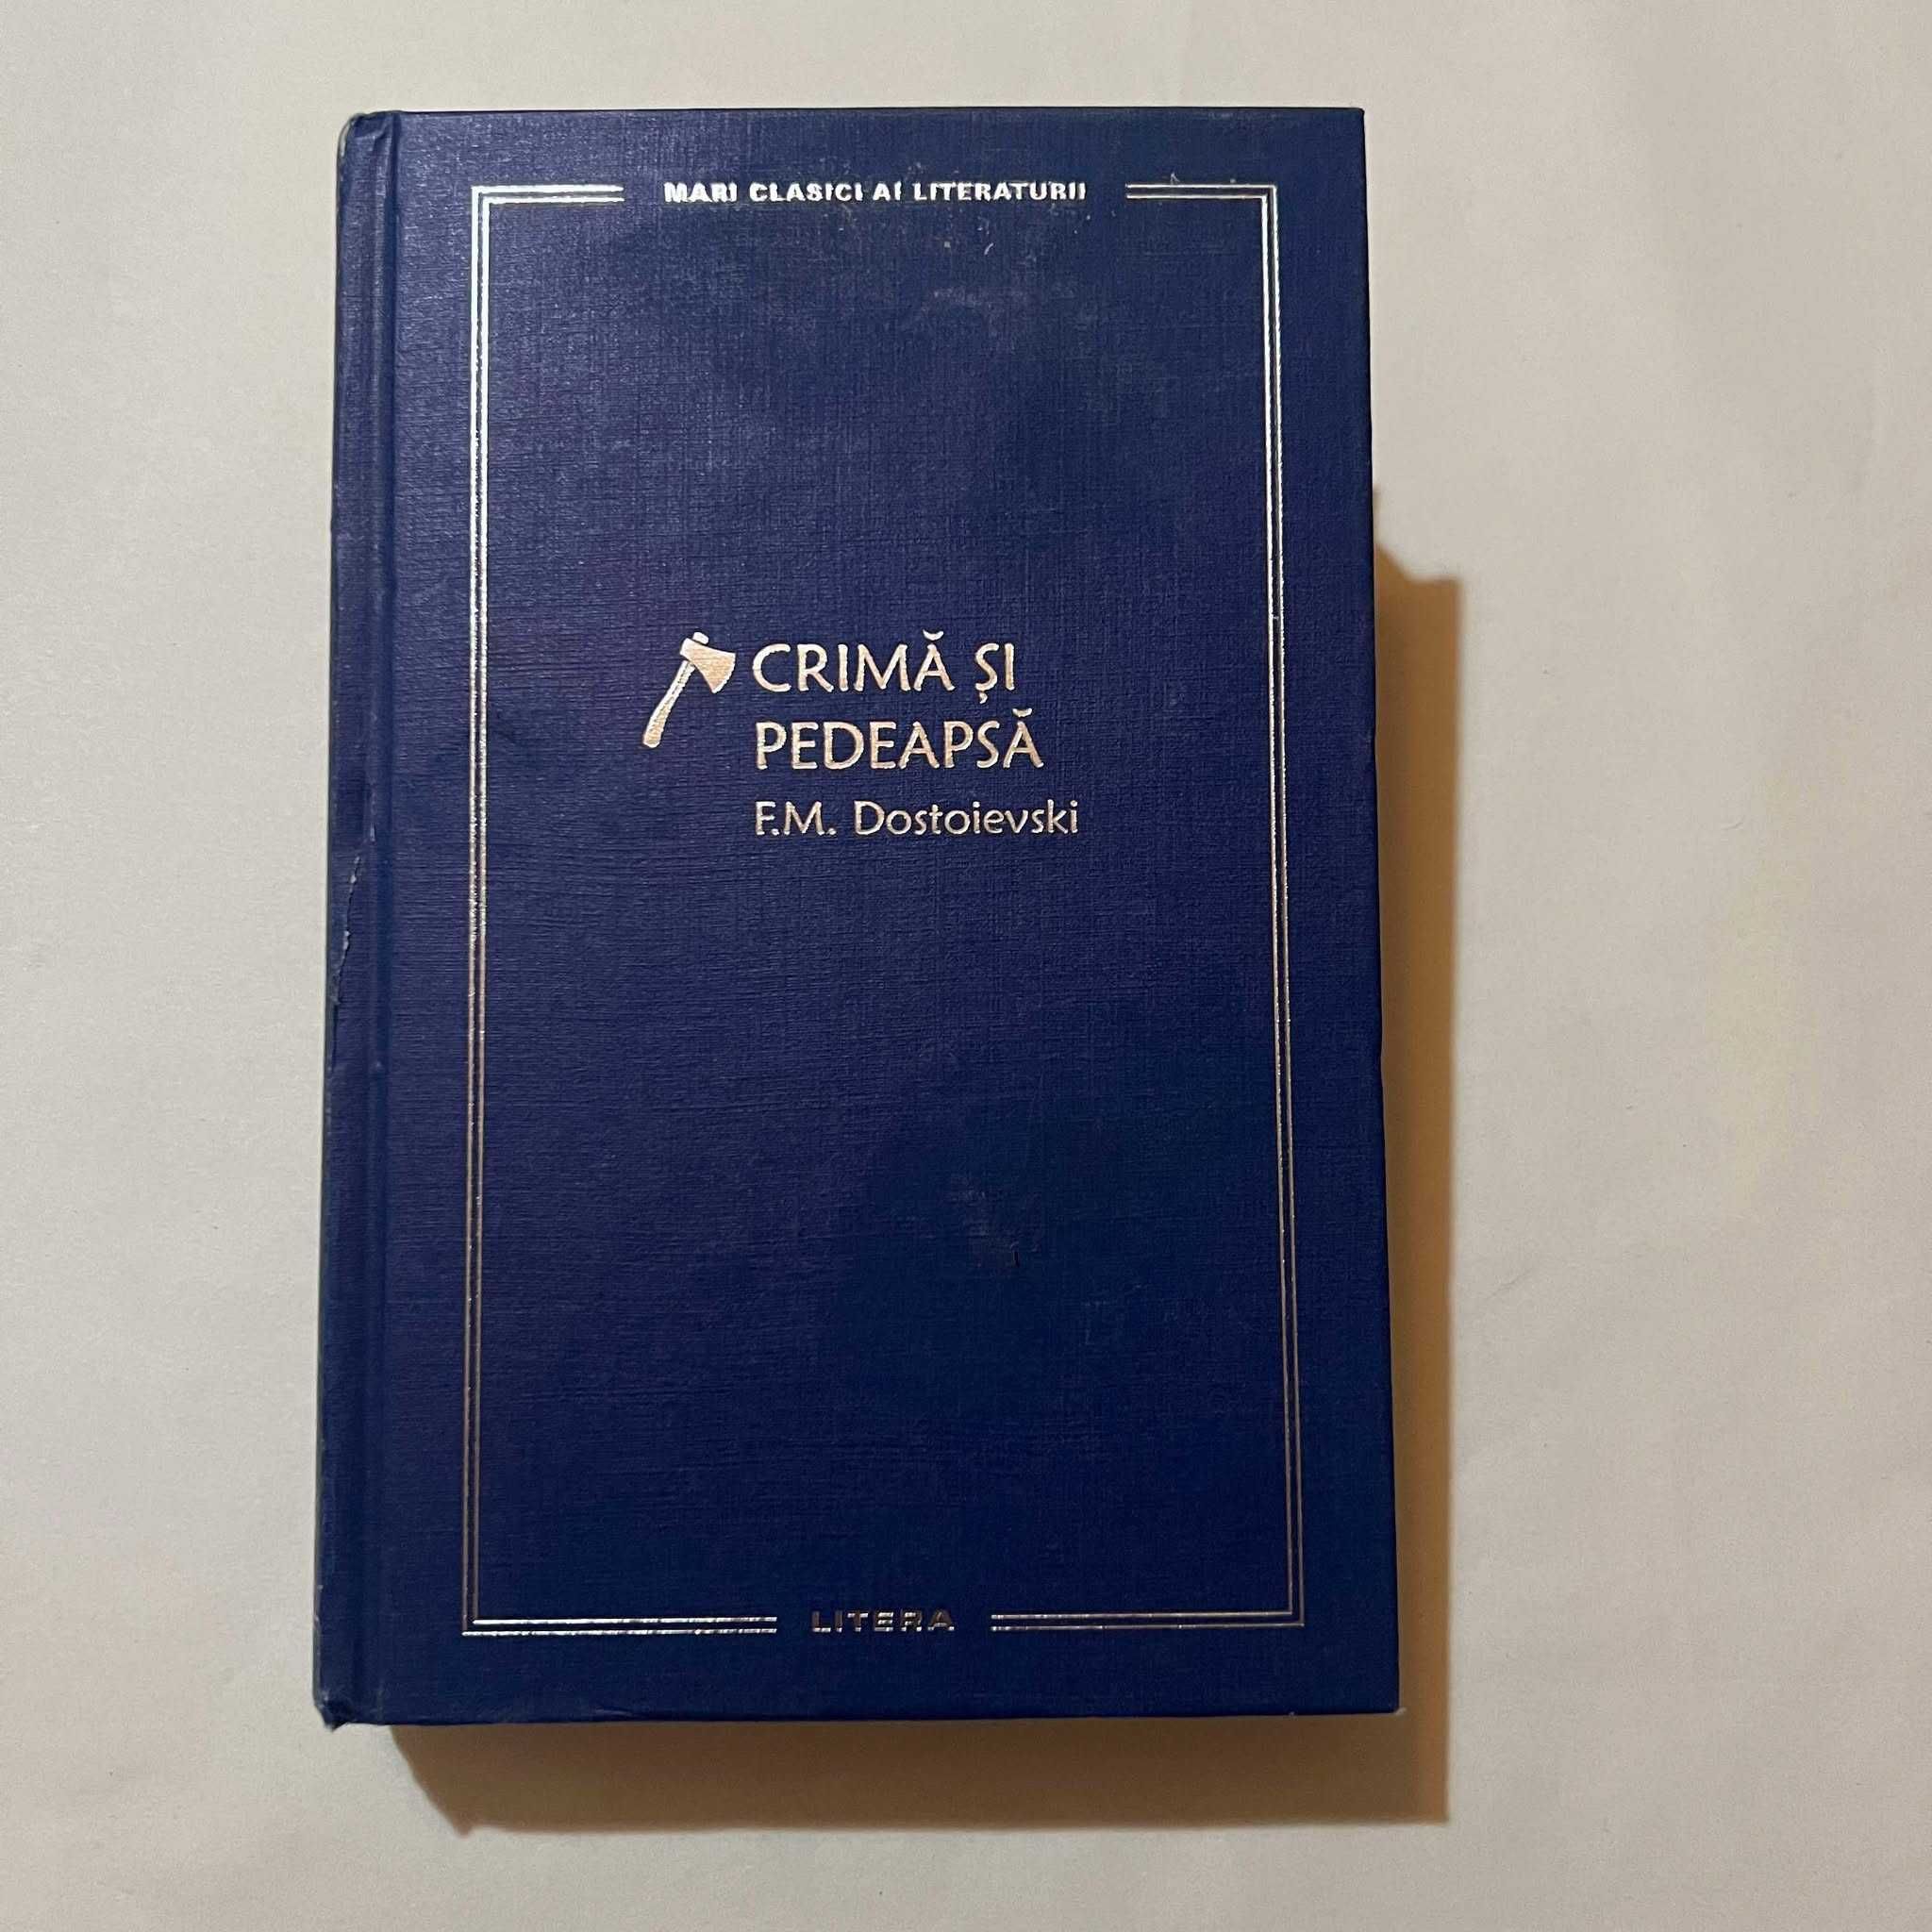 MARI CLASICI AI LITERATURII
CRIMĂ ȘI
PEDEAPSĂ
F.M. Dostoievski
LITERA